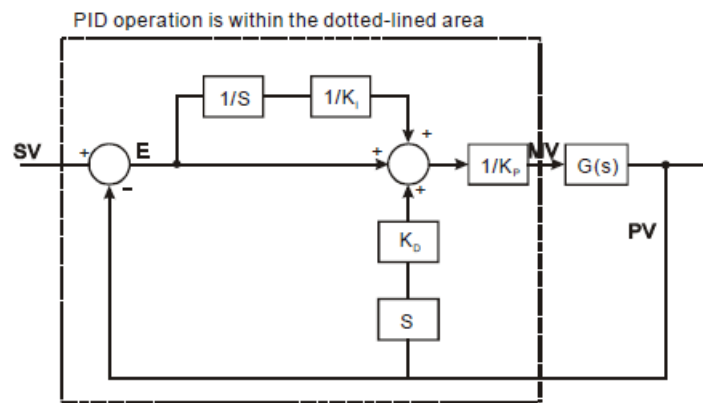 PID operation is within the dotted-lined area
1/S
1/K_I
+
SV
+
E
+
MV
1/K_P
G(s)
−
+
PV
K_D
S